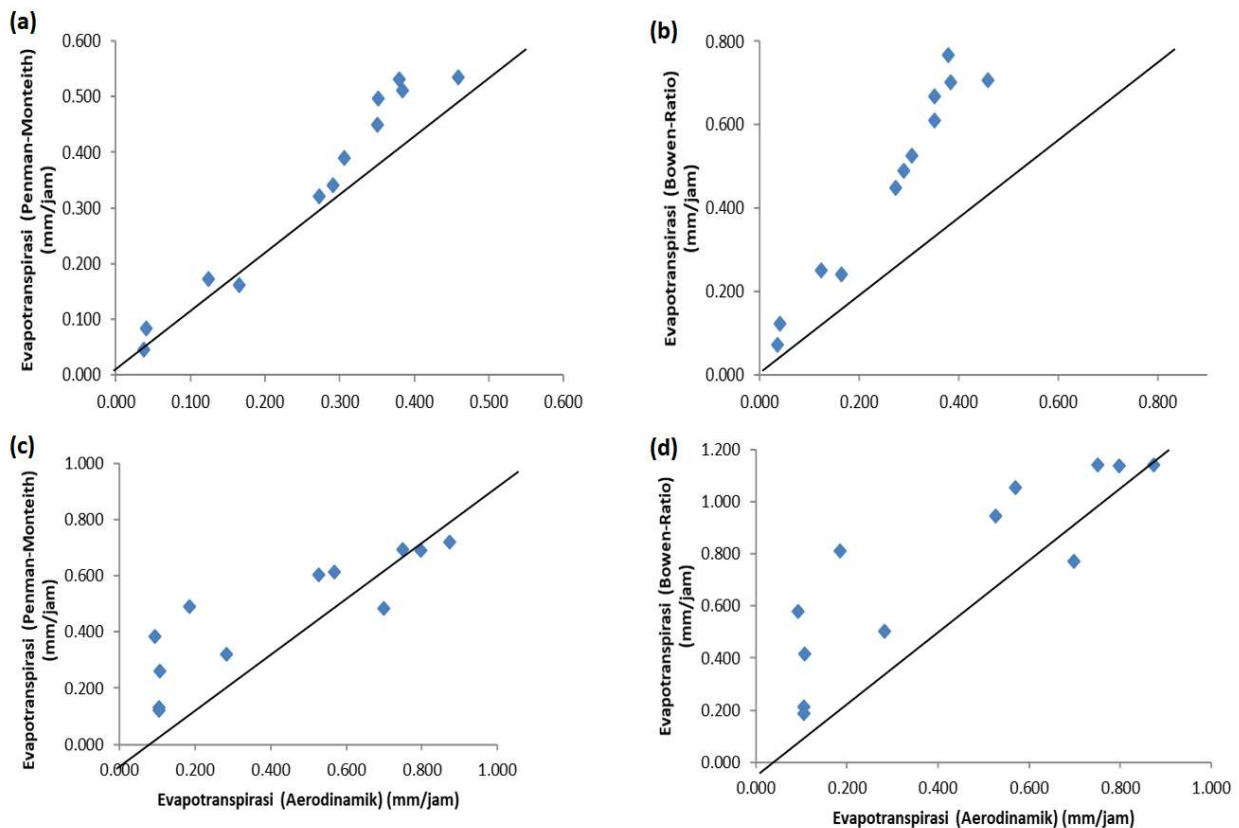 (a)
Evapotranspirasi (Penman-Monteith)
(mm/jam)
0.600
0.500
0.400
0.300
0.200
0.100
0.000
0.000 0.100 0.200 0.300 0.400 0.500 0.600
(b)
Evapotranspirasi (Bowen-Ratio)
(mm/jam)
0.800
0.600
0.400
0.200
0.000
0.000 0.200 0.400 0.600 0.800
(c)
Evapotranspirasi (Penman-Monteith)
(mm/jam)
1.000
0.800
0.600
0.400
0.200
0.000
0.000 0.200 0.400 0.600 0.800 1.000
Evapotranspirasi (Aerodinamik) (mm/jam)
(d)
Evapotranspirasi (Bowen-Ratio)
(mm/jam)
1.200
1.000
0.800
0.600
0.400
0.200
0.000
0.000 0.200 0.400 0.600 0.800 1.000
Evapotranspirasi (Aerodinamik) (mm/jam)